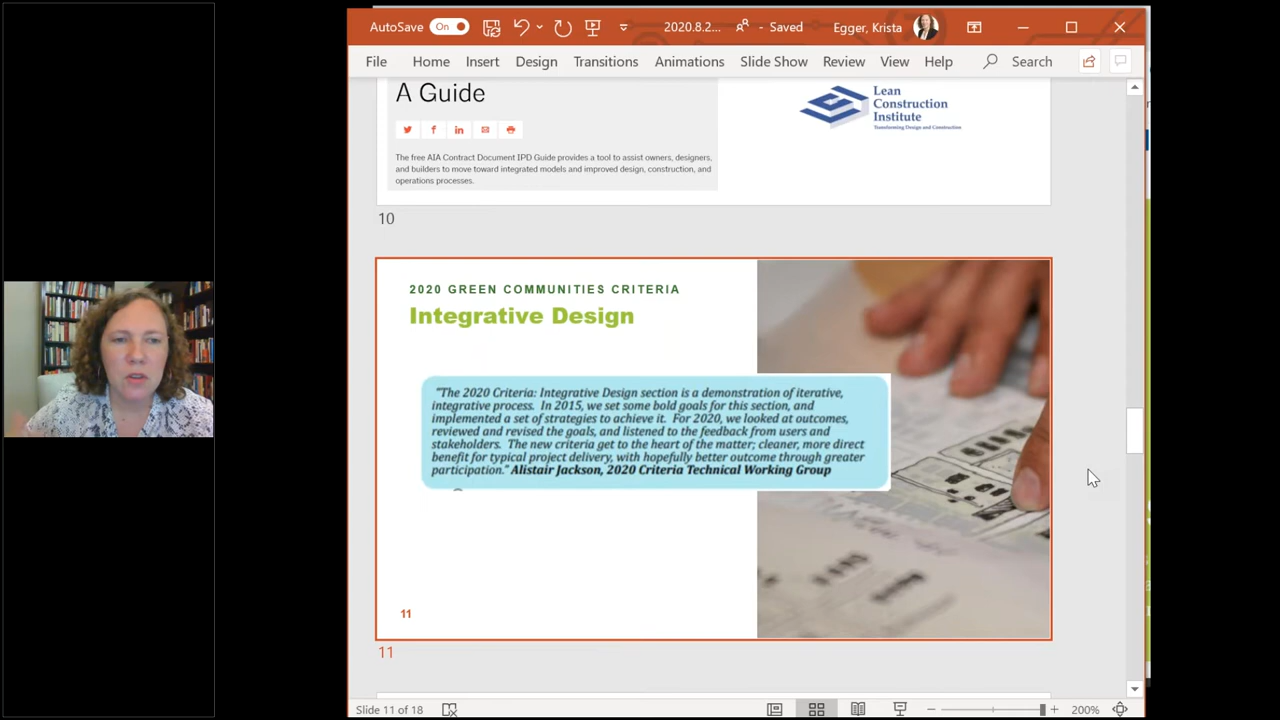 AutoSave
On
2020.8.2...
- Saved
Egger, Krista
File
Home
Insert
Design
Transitions
Animations
Slide Show
Review
View
Help
Search
A Guide
The free AIA Contract Document IPD Guide provides a tool to assist owners, designers,
and builders to move toward integrated models and improved design, construction, and
operations processes.
Lean
Construction
Institute
Transforming Design and Construction
10
2020 GREEN COMMUNITIES CRITERIA
Integrative Design
"The 2020 Criteria: Integrative Design section is a demonstration of iterative,
integrative process. In 2015, we set some bold goals for this section, and
implemented a set of strategies to achieve it. For 2020, we looked at outcomes,
reviewed and revised the goals, and listened to the feedback from users and
stakeholders. The new criteria get to the heart of the matter; cleaner, more direct
benefit for typical project delivery, with hopefully better outcome through greater
participation." Alistair Jackson, 2020 Criteria Technical Working Group
11
11
Slide 11 of 18
200%